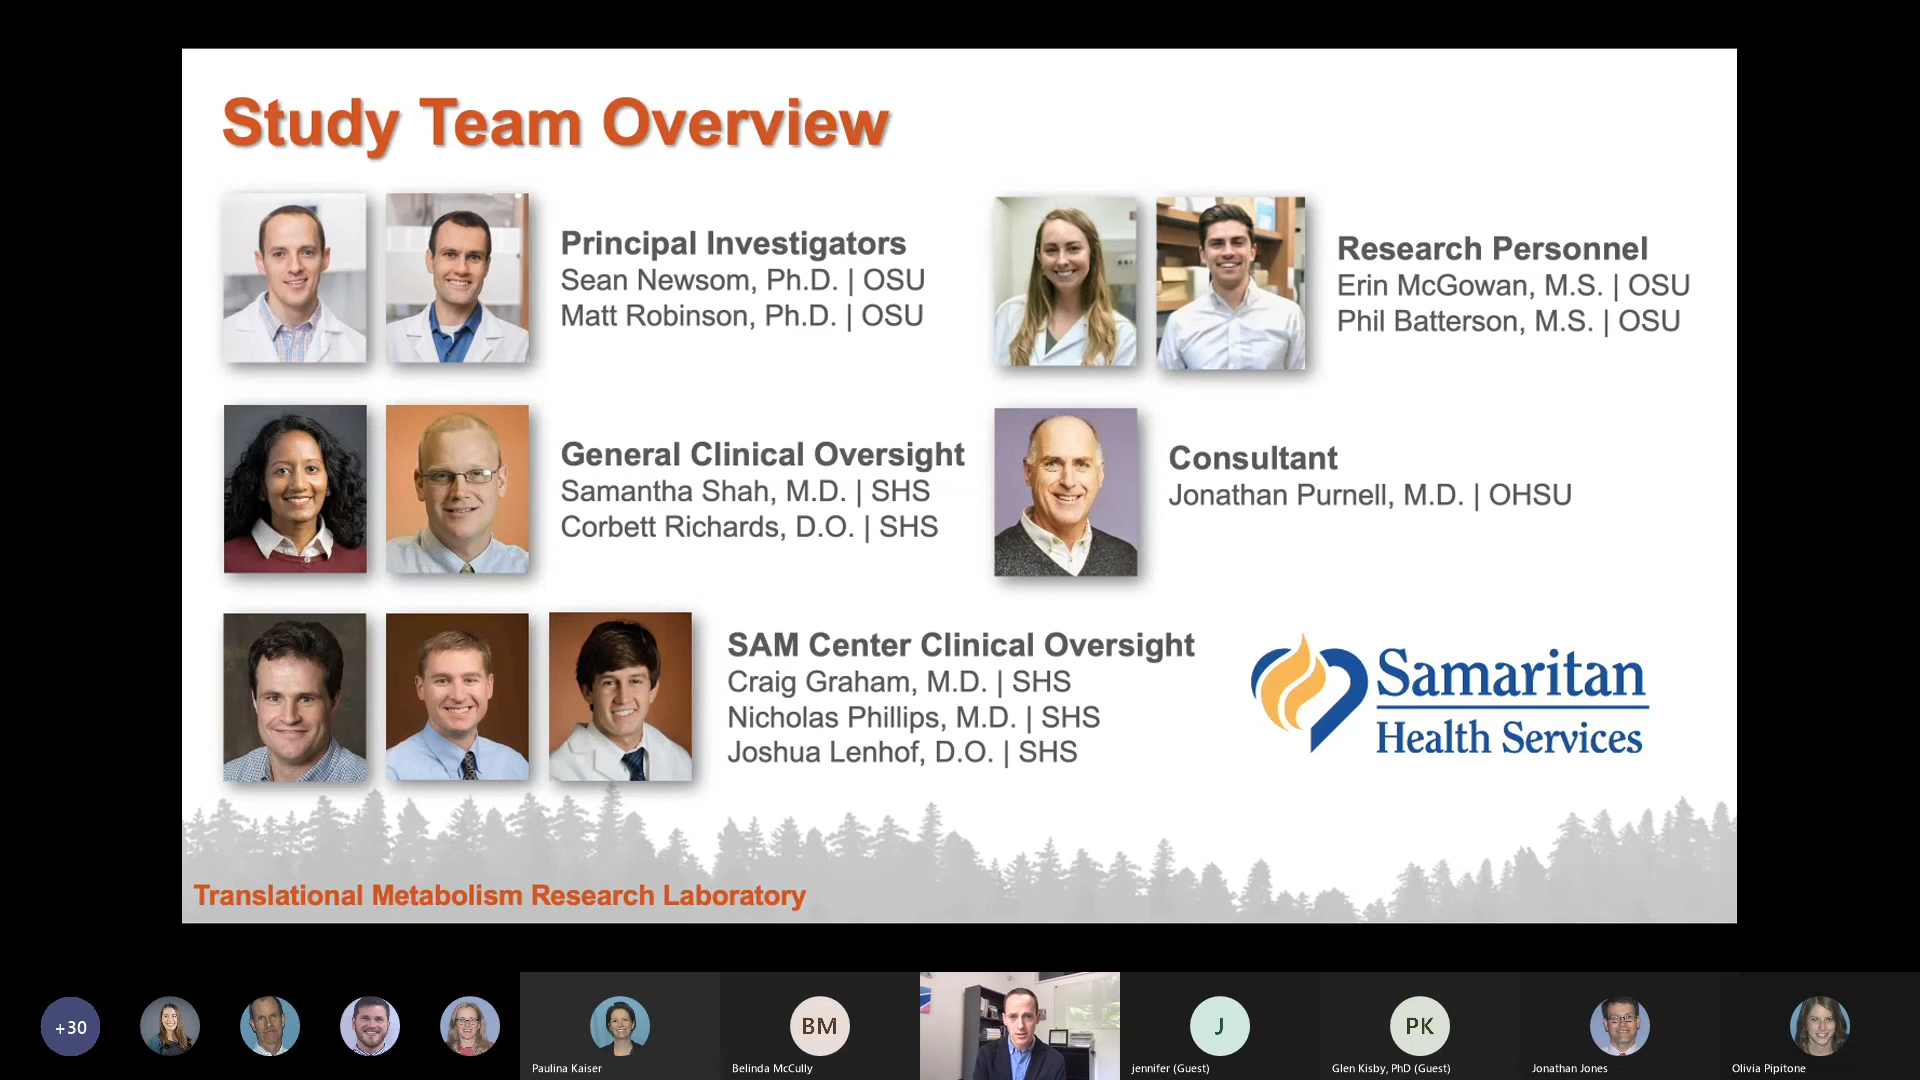 Study Team Overview
Principal Investigators
Sean Newsom, Ph.D. | OSU
Matt Robinson, Ph.D. | OSU
Research Personnel
Erin McGowan, M.S. | OSU
Phil Batterson, M.S. | OSU
General Clinical Oversight
Samantha Shah, M.D. | SHS
Corbett Richards, D.O. | SHS
Consultant
Jonathan Purnell, M.D. | OHSU
SAM Center Clinical Oversight
Craig Graham, M.D. | SHS
Nicholas Phillips, M.D. | SHS
Joshua Lenhof, D.O. | SHS
Samaritan
Health Services
Translational Metabolism Research Laboratory
+30
Paulina Kaiser
BM
Belinda McCully
J
jennifer (Guest)
PK
Glen Kisby, PhD (Guest)
Jonathan Jones
Olivia Pipitone